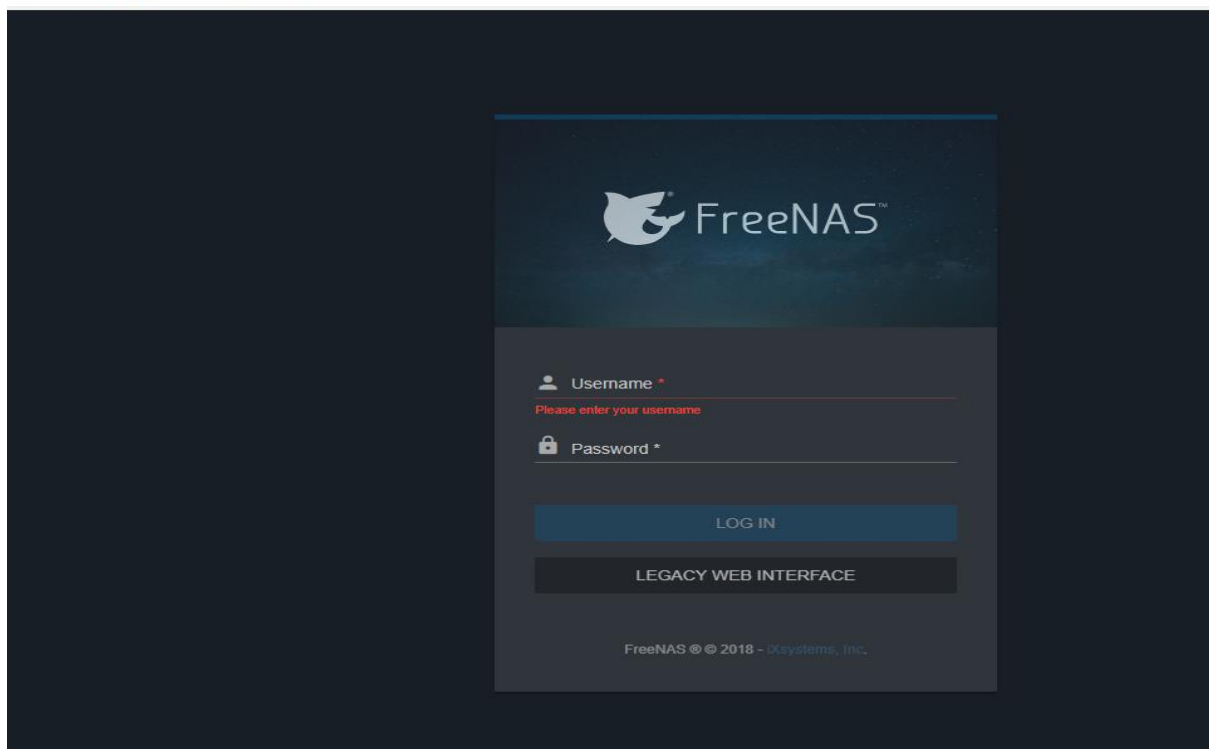 FreeNAS™
Username *
Please enter your username
Password *
LOG IN
LEGACY WEB INTERFACE
FreeNAS ® © 2018 - iXsystems, Inc.